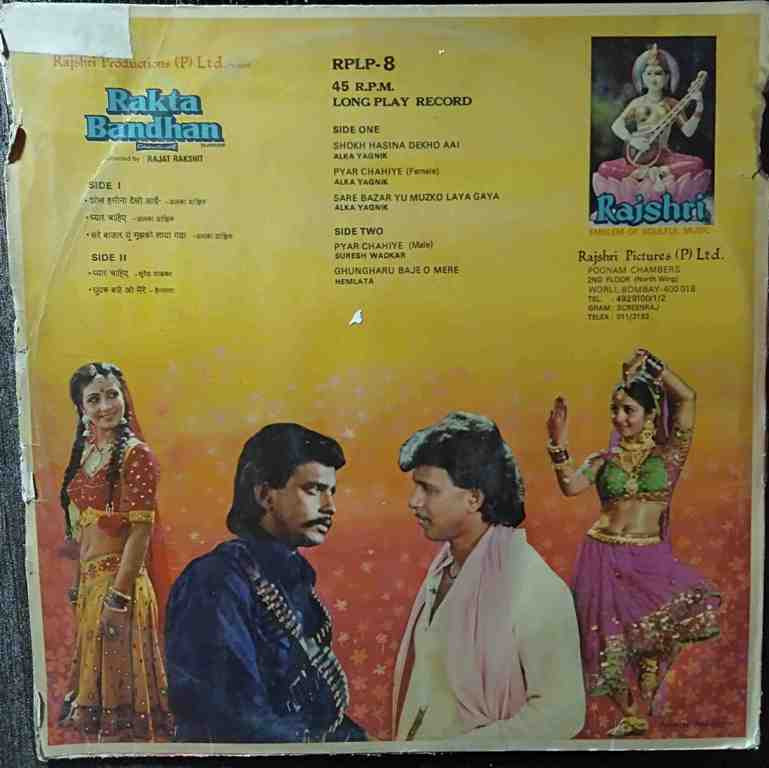 Rajshri Productions (P) Ltd.
Rakta
Bandhan
Directed by RAJAT RAKSHIT
SIDE I
• शोख हसीना देखो आई- -अलका याज्ञिक
• प्यार चाहिए -अलका याज्ञिक
• सरे बाजार यूं मुझको लाया गया -अलका याज्ञिक
SIDE II
• प्यार चाहिए -सुरेश वाडकर
• घुंघरू बाजे ओ मेरे -हेमलता
RPLP-8
45 R.P.M.
LONG PLAY RECORD
SIDE ONE
SHOKH HASINA DEKHO AAI
ALKA YAGNIK
PYAR CHAHIYE (Female)
ALKA YAGNIK
SARE BAZAR YU MUZKO LAYA GAYA
ALKA YAGNIK
SIDE TWO
PYAR CHAHIYE (Male)
SURESH WADKAR
GHUNGHARU BAJE O MERE
HEMLATA
Rajshri
EMBLEM OF SOULFUL MUSIC
Rajshri Pictures (P) Ltd.
POONAM CHAMBERS
2ND FLOOR (North Wing)
WORLI, BOMBAY-400 018
TEL. : 4929100/1/2
GRAM : SCREENRAJ
TELEX : 011/3183